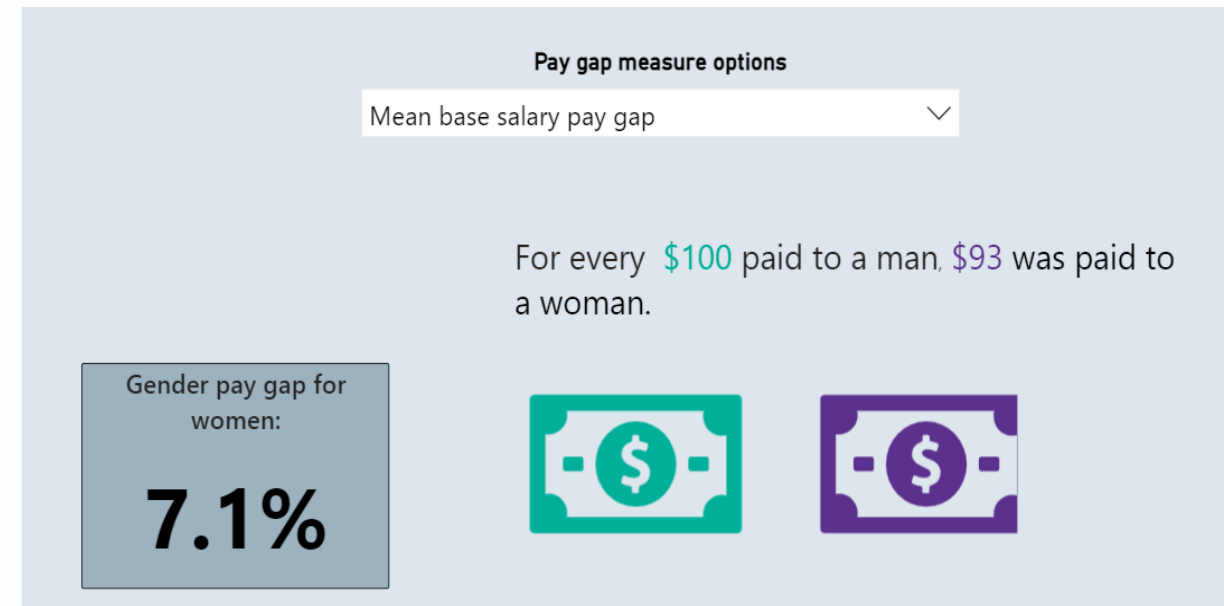 Pay gap measure options
Mean base salary pay gap
For every $100 paid to a man, $93 was paid to
a woman.
Gender pay gap for
women:
7.1%
$
$